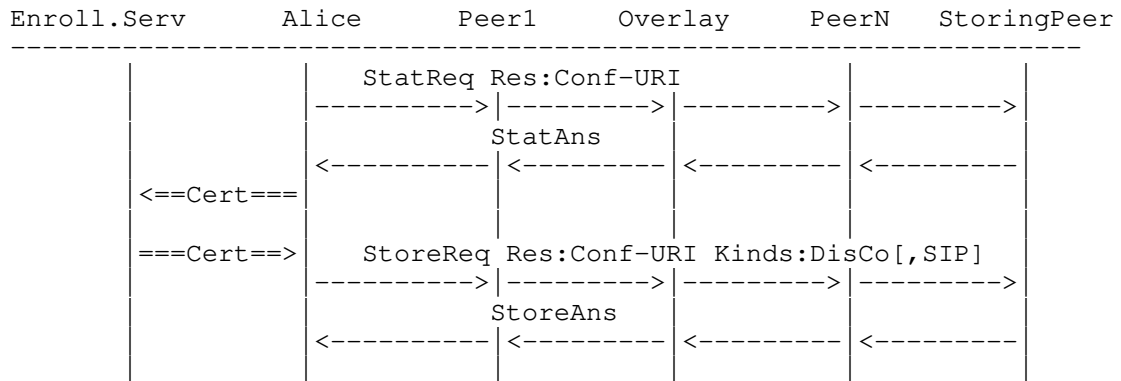 Enroll.Serv Alice Peer1 Overlay PeerN StoringPeer
StatReq Res:Conf-URI
StatAns
<==Cert===
===Cert==> StoreReq Res:Conf-URI Kinds:DisCo[,SIP]
StoreAns